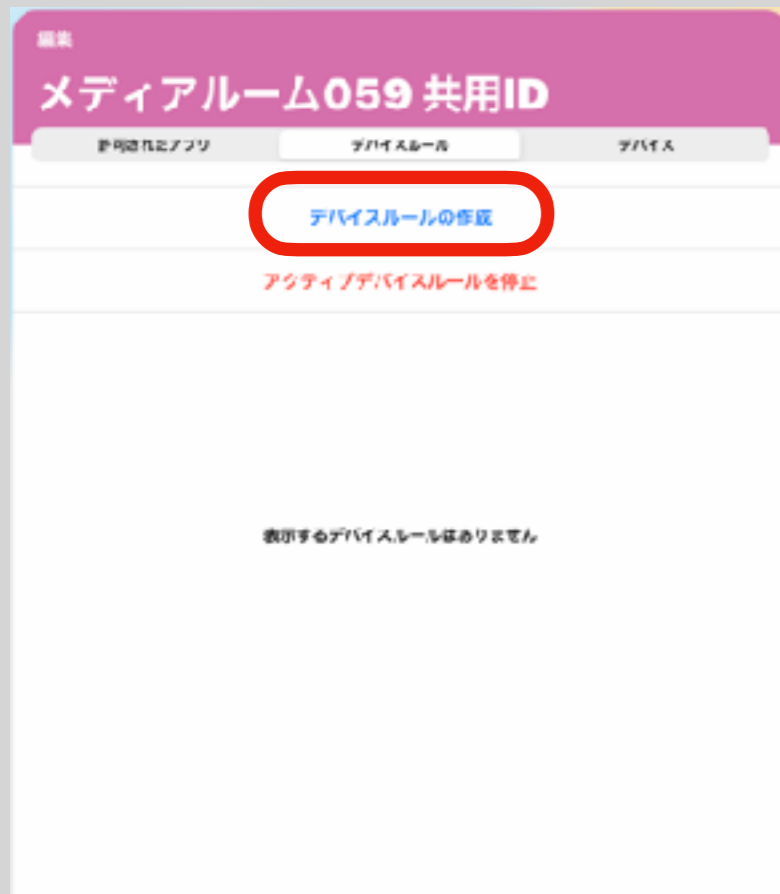 編集
メディアルーム059 共用ID
許可されたアプリ
デバイスルール
デバイス
デバイスルールの作成
アクティブデバイスルールを停止
表示するデバイスルールはありません